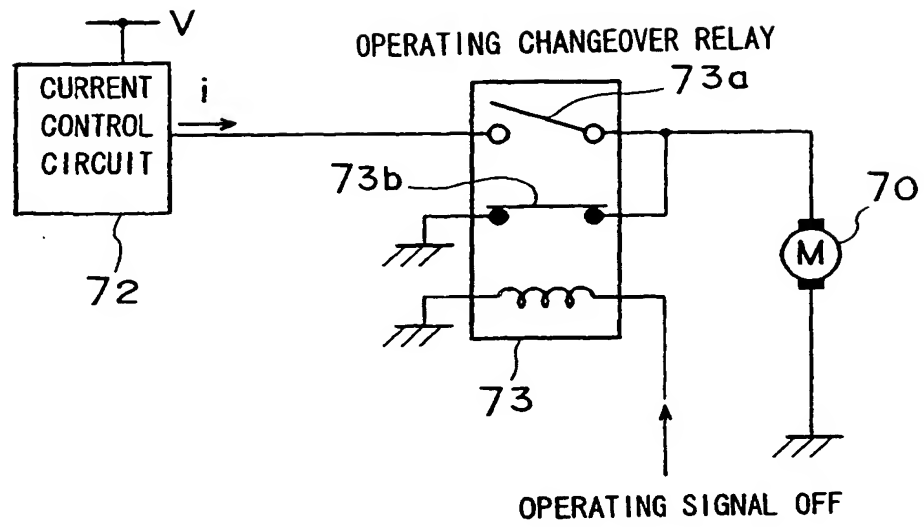 V
OPERATING CHANGEOVER RELAY
CURRENT
CONTROL
CIRCUIT
i
73a
73b
70
M
72
73
OPERATING SIGNAL OFF